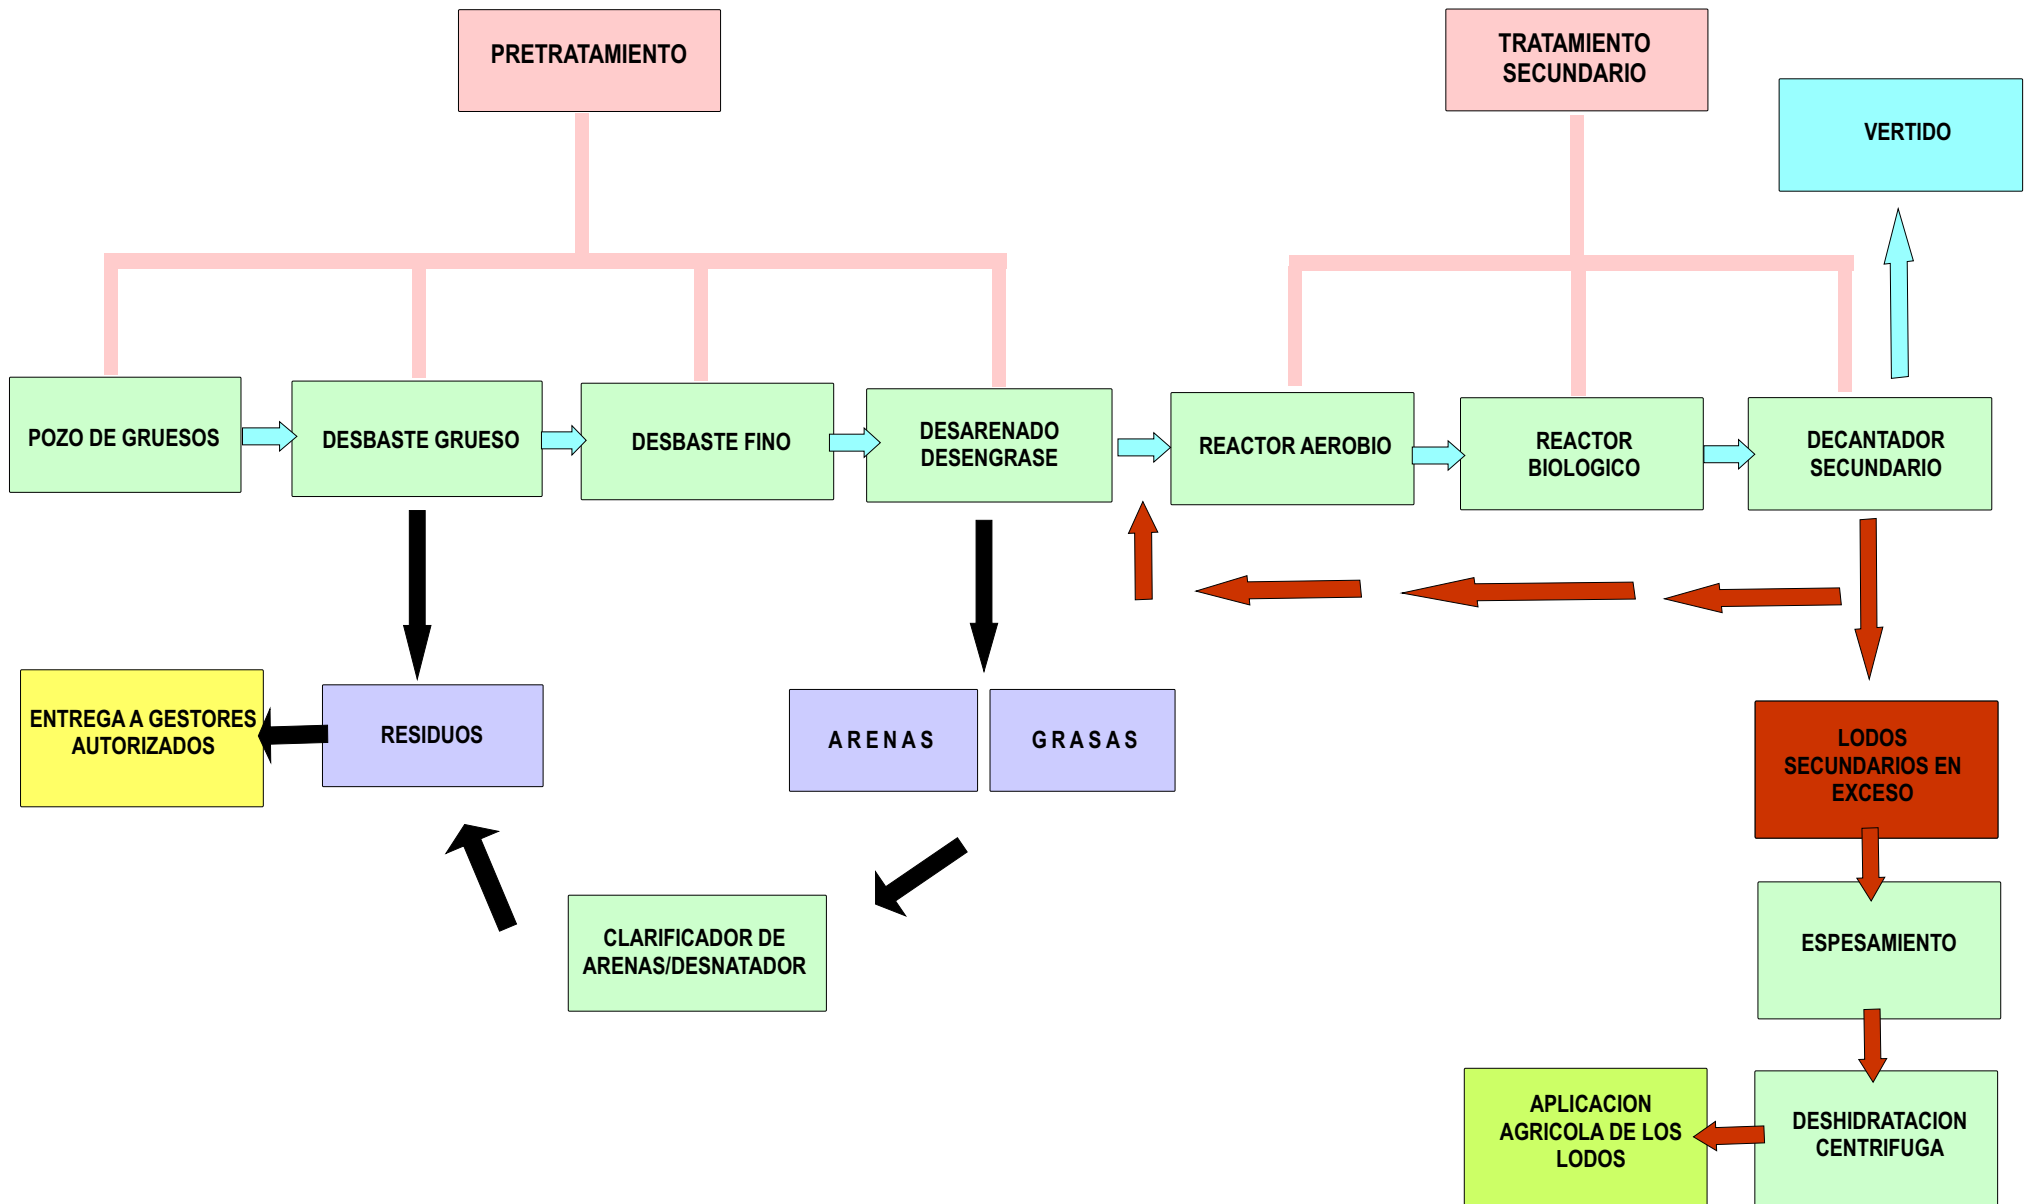 PRETRATAMIENTO
TRATAMIENTO
SECUNDARIO
VERTIDO
POZO DE GRUESOS
DESBASTE GRUESO
DESBASTE FINO
DESARENADO
DESENGRASE
REACTOR AEROBIO
REACTOR
BIOLOGICO
DECANTADOR
SECUNDARIO
ENTREGA A GESTORES
AUTORIZADOS
RESIDUOS
ARENAS
GRASAS
LODOS
SECUNDARIOS EN
EXCESO
CLARIFICADOR DE
ARENAS/DESNATADOR
ESPESAMIENTO
APLICACION
AGRICOLA DE LOS
LODOS
DESHIDRATACION
CENTRIFUGA